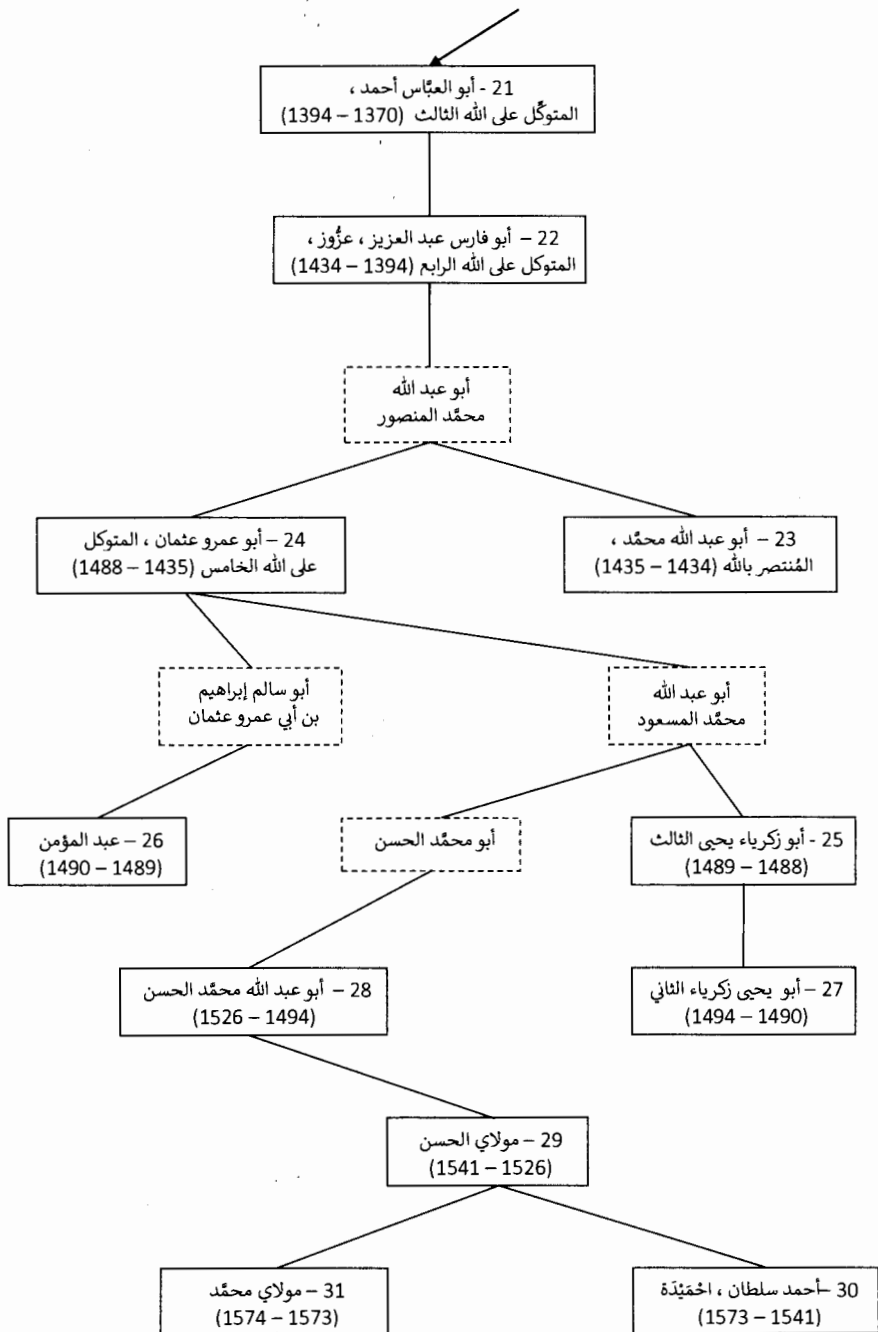 21 - أبو العبَّاس أحمد ،
المتوكِّل على الله الثالث (1370 – 1394)
22 – أبو فارس عبد العزيز ، عزُّوز ،
المتوكل على الله الرابع (1394 – 1434)
أبو عبد الله
محمَّد المنصور
23 – أبو عبد الله محمَّد ،
المُنتصر بالله (1434 – 1435)
24 – أبو عمرو عثمان ، المتوكل
على الله الخامس (1435 – 1488)
أبو عبد الله
محمَّد المسعود
أبو سالم إبراهيم
بن أبي عمرو عثمان
25 - أبو زكرياء يحيى الثالث
(1488 – 1489)
أبو محمَّد الحسن
26 – عبد المؤمن
(1489 – 1490)
27 – أبو يحيى زكرياء الثاني
(1490 – 1494)
28 – أبو عبد الله محمَّد الحسن
(1494 – 1526)
29 – مولاي الحسن
(1526 – 1541)
30 –أحمد سلطان ، احْمَيْدَة
(1541 – 1573)
31 – مولاي محمَّد
(1573 – 1574)